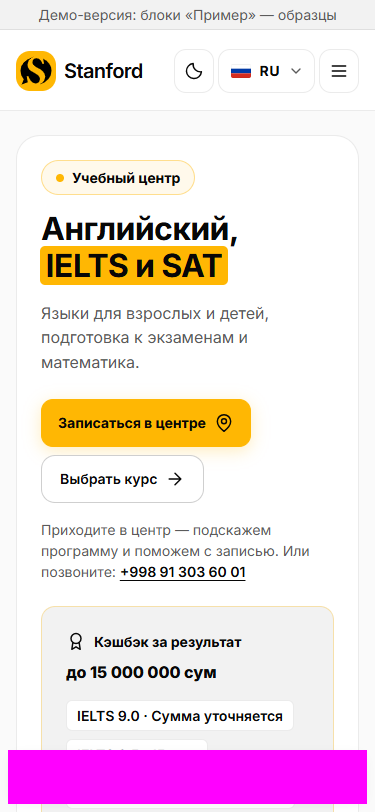 Демо-версия: блоки «Пример» — образцы
Stanford
RU
Учебный центр
Английский,
IELTS и SAT
Языки для взрослых и детей,
подготовка к экзаменам и
математика.
Записаться в центре
Выбрать курс
Приходите в центр — подскажем
программу и поможем с записью. Или
позвоните: +998 91 303 60 01
Кэшбэк за результат
до 15 000 000 сум
IELTS 9.0 · Сумма уточняется